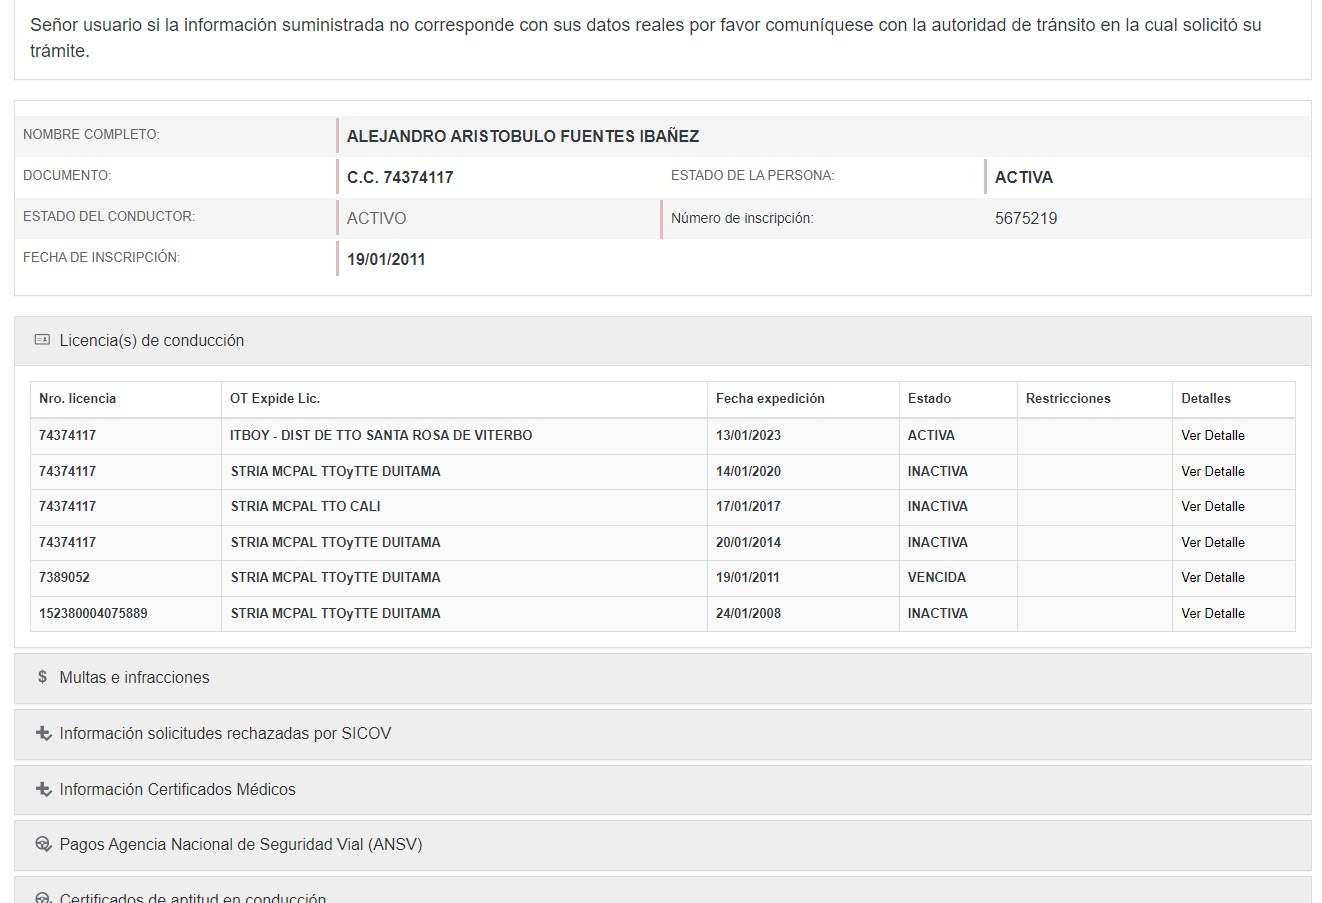 Señor usuario si la información suministrada no corresponde con sus datos reales por favor comuníquese con la autoridad de tránsito en la cual solicitó su
trámite.
NOMBRE COMPLETO: ALEJANDRO ARISTOBULO FUENTES IBAÑEZ
DOCUMENTO: C.C. 74374117 ESTADO DE LA PERSONA: ACTIVA
ESTADO DEL CONDUCTOR: ACTIVO Número de inscripción: 5675219
FECHA DE INSCRIPCIÓN: 19/01/2011
Licencia(s) de conducción
Nro. licencia OT Expide Lic. Fecha expedición Estado Restricciones Detalles
74374117 ITBOY - DIST DE TTO SANTA ROSA DE VITERBO 13/01/2023 ACTIVA Ver Detalle
74374117 STRIA MCPAL TTOyTTE DUITAMA 14/01/2020 INACTIVA Ver Detalle
74374117 STRIA MCPAL TTO CALI 17/01/2017 INACTIVA Ver Detalle
74374117 STRIA MCPAL TTOyTTE DUITAMA 20/01/2014 INACTIVA Ver Detalle
7389052 STRIA MCPAL TTOyTTE DUITAMA 19/01/2011 VENCIDA Ver Detalle
152380004075889 STRIA MCPAL TTOyTTE DUITAMA 24/01/2008 INACTIVA Ver Detalle
$ Multas e infracciones
Información solicitudes rechazadas por SICOV
Información Certificados Médicos
Pagos Agencia Nacional de Seguridad Vial (ANSV)
Certificados de aptitud en conducción